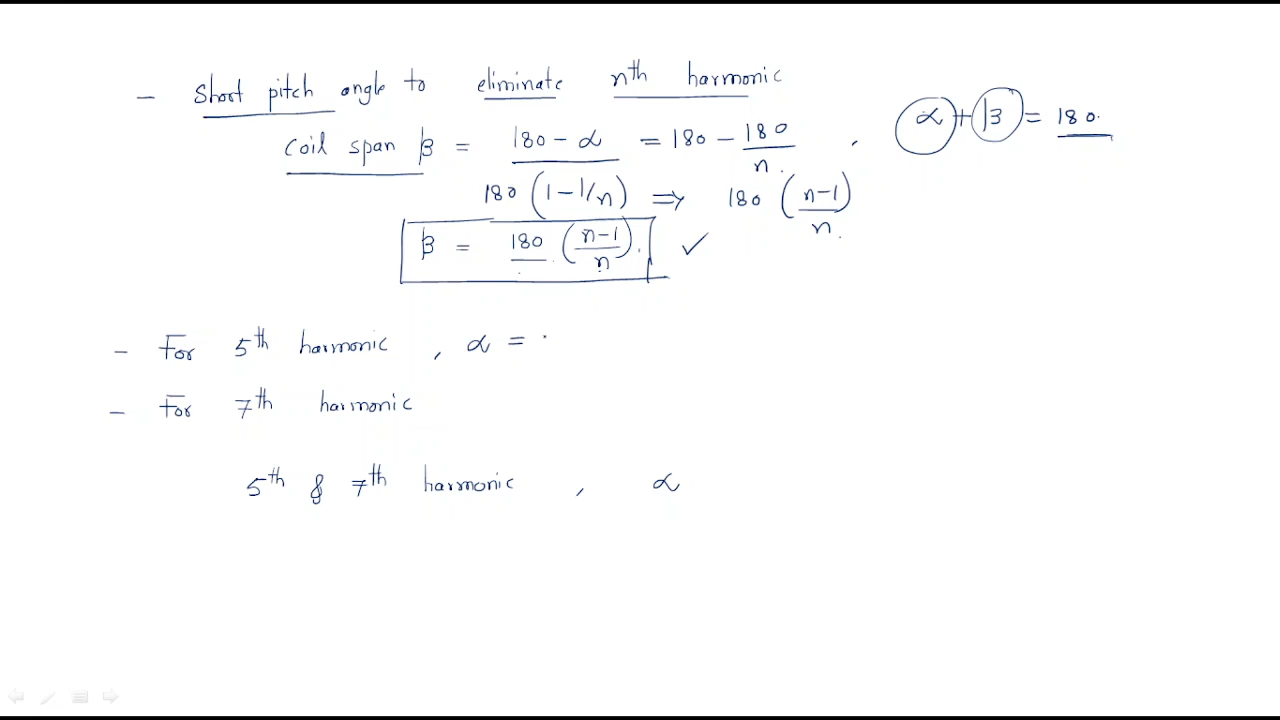 - Short pitch angle to eliminate nth harmonic
coil span β = 180 - α = 180 - 180/n , α + β = 180.
180 (1 - 1/n) ⇒ 180 (n-1/n)
β = 180 (n-1/n). ✓
- For 5th harmonic , α =
- For 7th harmonic
5th & 7th harmonic , α